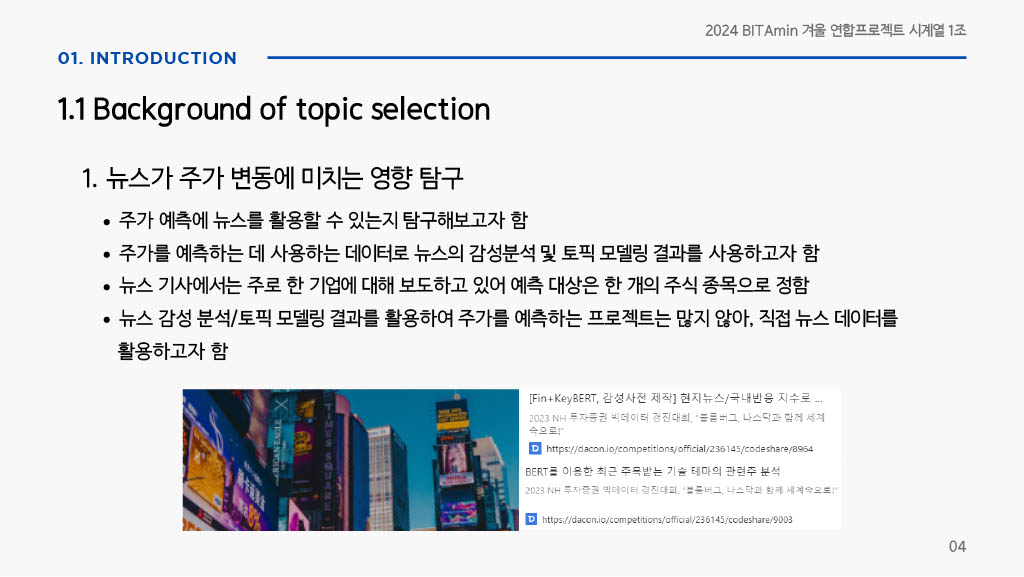 2024 BITAmin 겨울 연합프로젝트 시계열 1조
01. INTRODUCTION
1.1 Background of topic selection
1. 뉴스가 주가 변동에 미치는 영향 탐구
• 주가 예측에 뉴스를 활용할 수 있는지 탐구해보고자 함
• 주가를 예측하는 데 사용하는 데이터로 뉴스의 감성분석 및 토픽 모델링 결과를 사용하고자 함
• 뉴스 기사에서는 주로 한 기업에 대해 보도하고 있어 예측 대상은 한 개의 주식 종목으로 정함
• 뉴스 감성 분석/토픽 모델링 결과를 활용하여 주가를 예측하는 프로젝트는 많지 않아, 직접 뉴스 데이터를
활용하고자 함
AMERICAN EAGLE
TIMES SQUARE
[Fin+KeyBERT, 감성사전 제작] 현지뉴스/국내반응 지수로 ...
2023 NH 투자증권 빅데이터 경진대회, "블룸버그, 나스닥과 함께 세계
속으로!"
https://dacon.io/competitions/official/236145/codeshare/8964
BERT를 이용한 최근 주목받는 기술 테마의 관련주 분석
2023 NH 투자증권 빅데이터 경진대회, "블룸버그, 나스닥과 함께 세계속으로!"
https://dacon.io/competitions/official/236145/codeshare/9003
04